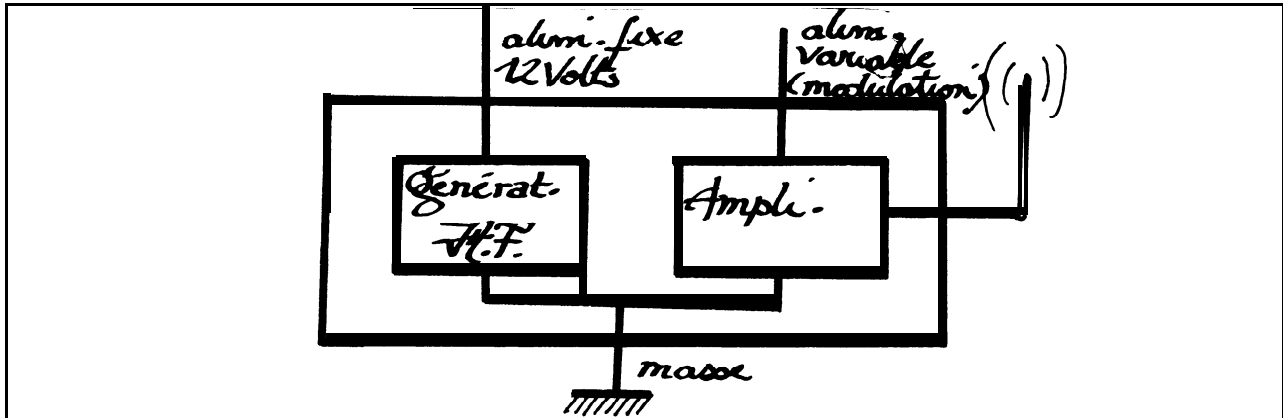 alim. fixe
12 Volts
alim.
variable
(modulation)
Générat.
H.F.
Ampli.
masse